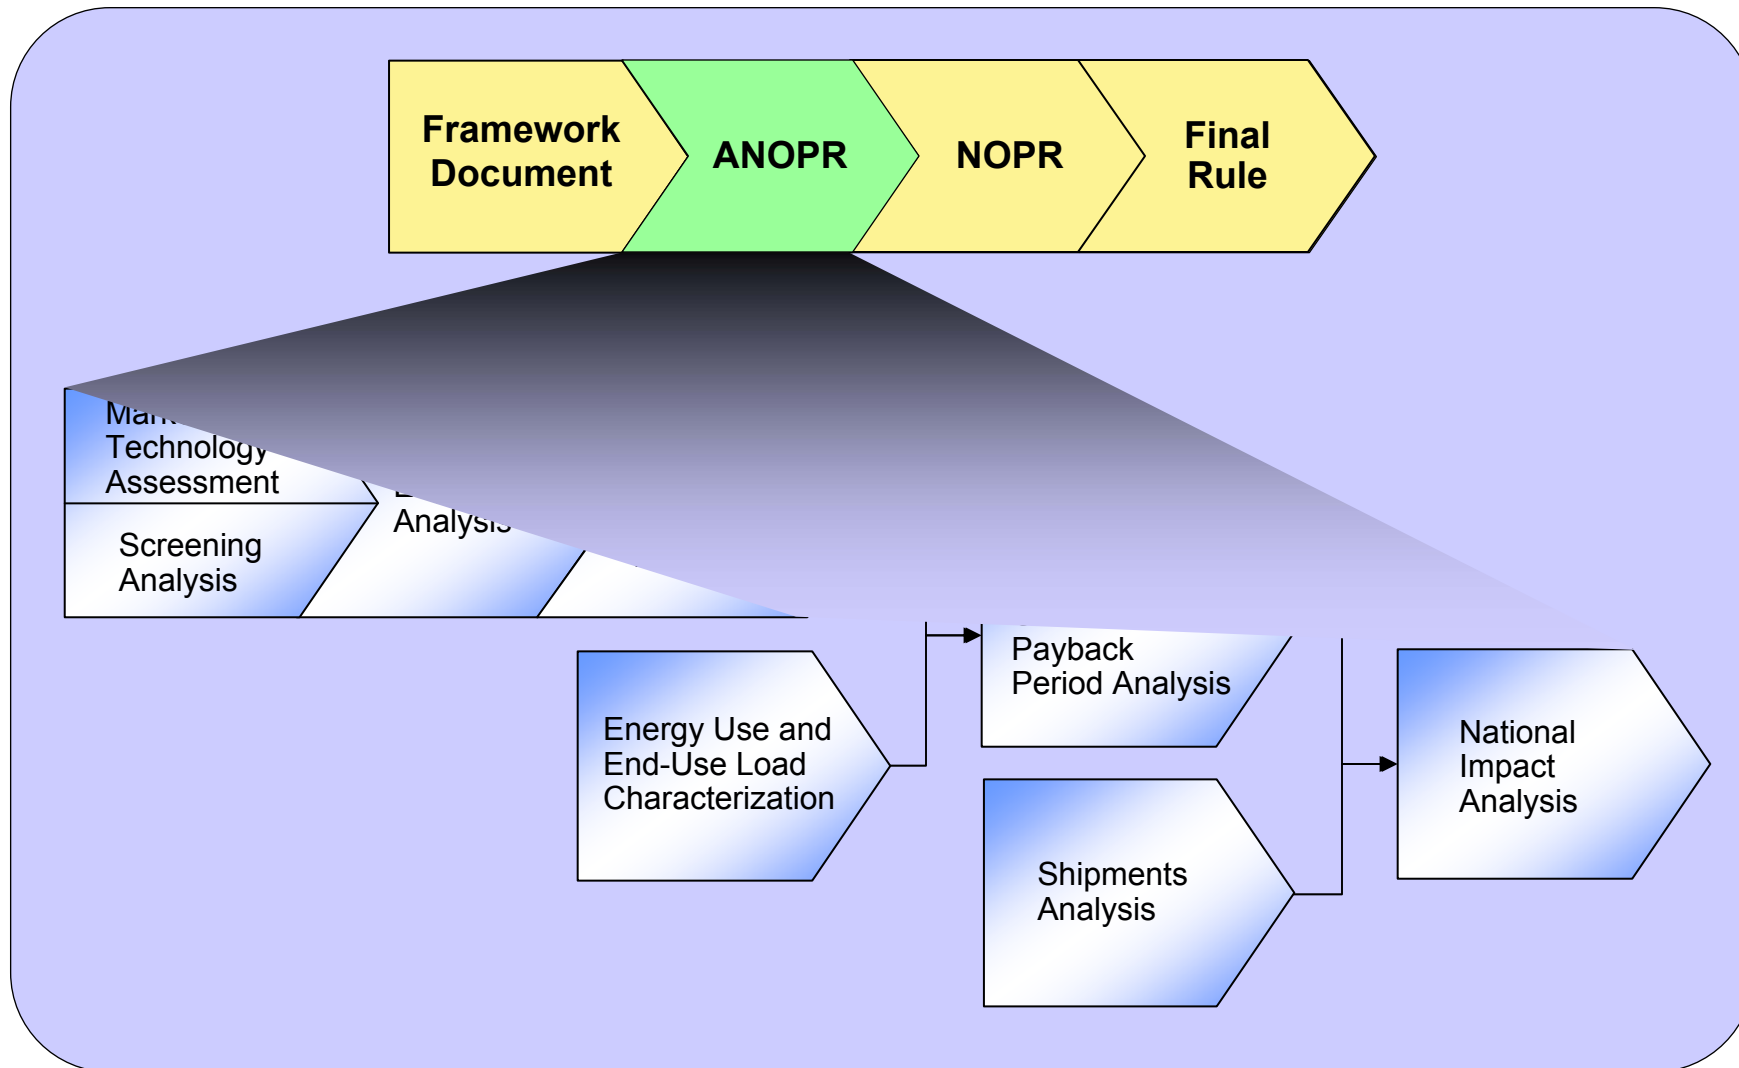 Framework
Document
ANOPR
NOPR
Final
Rule
Technology
Assessment
Analysis
Screening
Analysis
Payback
Period Analysis
Energy Use and
End-Use Load
Characterization
National
Impact
Analysis
Shipments
Analysis